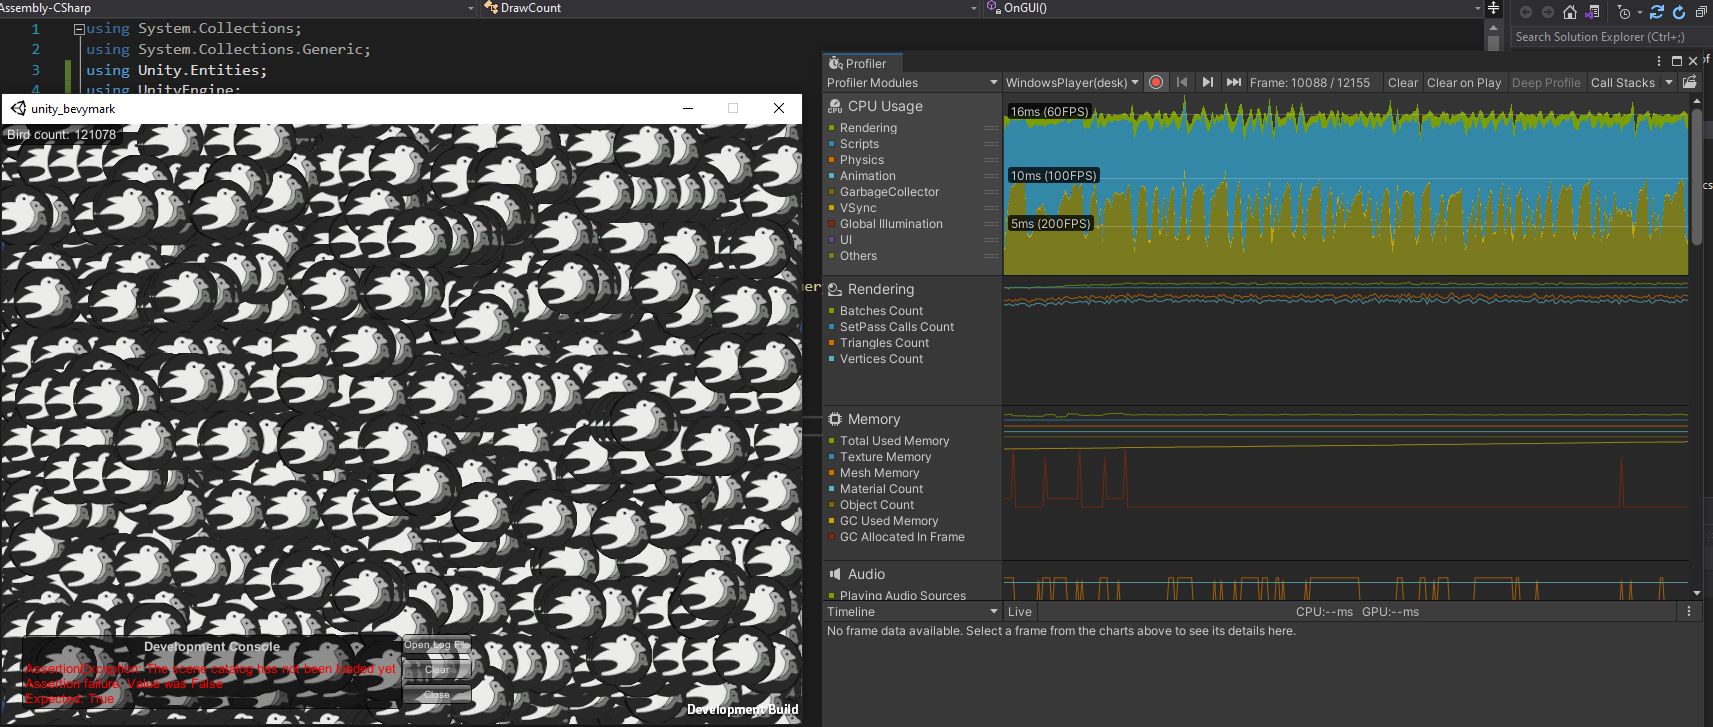 Assembly-CSharp
DrawCount
OnGUI()
1 using System.Collections;
2 using System.Collections.Generic;
3 using Unity.Entities;
4 using UnityEngine;
Search Solution Explorer (Ctrl+;)
unity_bevymark
Bird count: 121078
Development Console
AssertionException: The scene catalog has not been loaded yet
Assertion failure. Value was False
Expected: True
Open Log File
Clear
Close
Development Build
Profiler
Profiler Modules
WindowsPlayer(desk)
Frame: 10088 / 12155
Clear
Clear on Play
Deep Profile
Call Stacks
CPU Usage
Rendering
Scripts
Physics
Animation
GarbageCollector
VSync
Global Illumination
UI
Others
16ms (60FPS)
10ms (100FPS)
5ms (200FPS)
Rendering
Batches Count
SetPass Calls Count
Triangles Count
Vertices Count
Memory
Total Used Memory
Texture Memory
Mesh Memory
Material Count
Object Count
GC Used Memory
GC Allocated In Frame
Audio
Playing Audio Sources
Timeline
Live
CPU:--ms GPU:--ms
No frame data available. Select a frame from the charts above to see its details here.